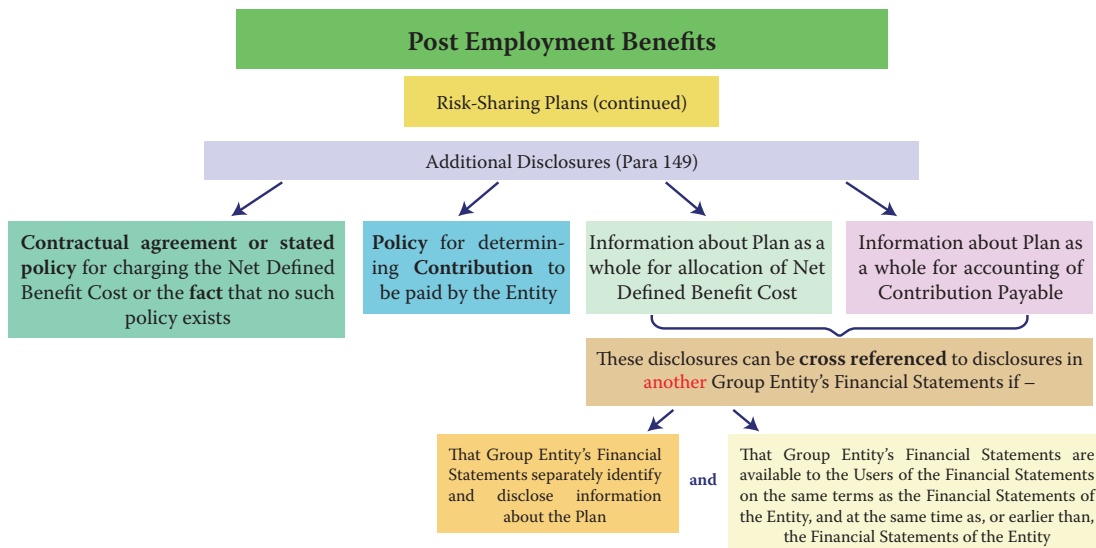 Post Employment Benefits
Risk-Sharing Plans (continued)
Additional Disclosures (Para 149)
Contractual agreement or stated
policy for charging the Net Defined
Benefit Cost or the fact that no such
policy exists
Policy for determin-
ing Contribution to
be paid by the Entity
Information about Plan as a
whole for allocation of Net
Defined Benefit Cost
Information about Plan as
a whole for accounting of
Contribution Payable
These disclosures can be cross referenced to disclosures in
another Group Entity's Financial Statements if –
That Group Entity's Financial
Statements separately identify
and disclose information
about the Plan
and
That Group Entity's Financial Statements are
available to the Users of the Financial Statements
on the same terms as the Financial Statements of
the Entity, and at the same time as, or earlier than,
the Financial Statements of the Entity